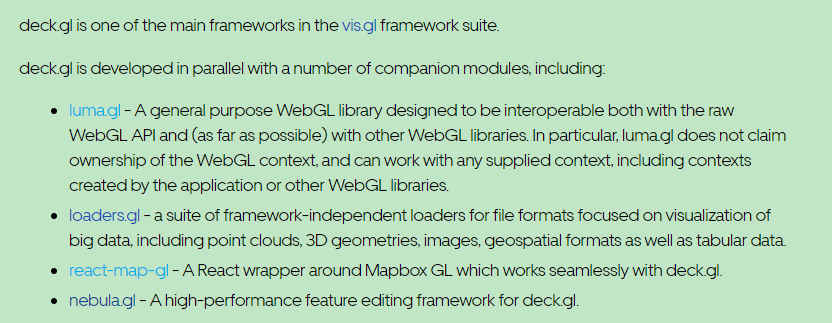 deck.gl is one of the main frameworks in the vis.gl framework suite.
deck.gl is developed in parallel with a number of companion modules, including:
• luma.gl - A general purpose WebGL library designed to be interoperable both with the raw
WebGL API and (as far as possible) with other WebGL libraries. In particular, luma.gl does not claim
ownership of the WebGL context, and can work with any supplied context, including contexts
created by the application or other WebGL libraries.
• loaders.gl - a suite of framework-independent loaders for file formats focused on visualization of
big data, including point clouds, 3D geometries, images, geospatial formats as well as tabular data.
• react-map-gl - A React wrapper around Mapbox GL which works seamlessly with deck.gl.
• nebula.gl - A high-performance feature editing framework for deck.gl.